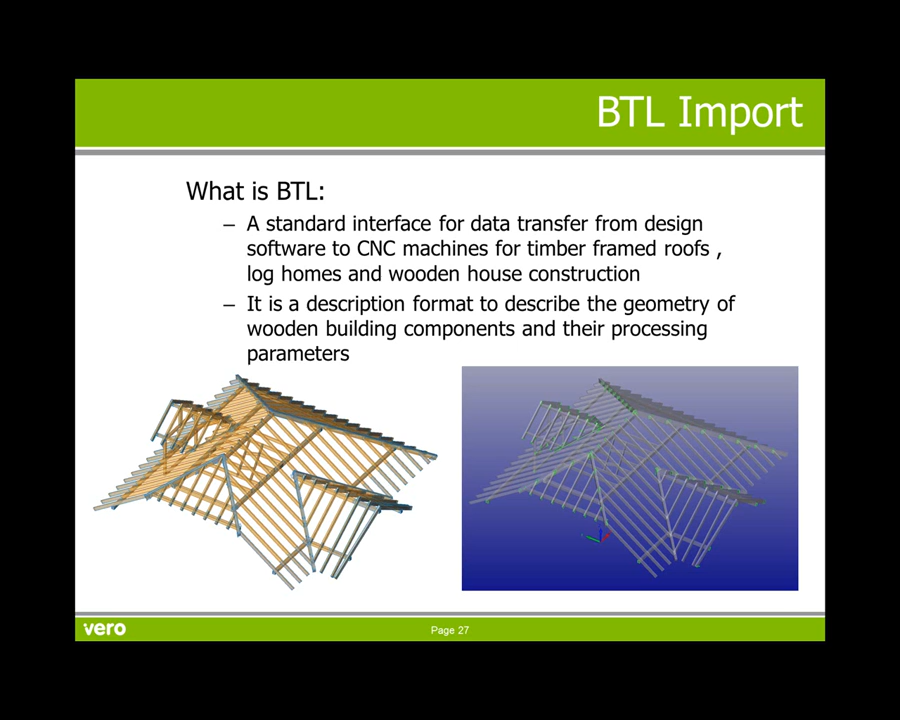 BTL Import
What is BTL:
– A standard interface for data transfer from design
software to CNC machines for timber framed roofs ,
log homes and wooden house construction
– It is a description format to describe the geometry of
wooden building components and their processing
parameters
vero
Page 27